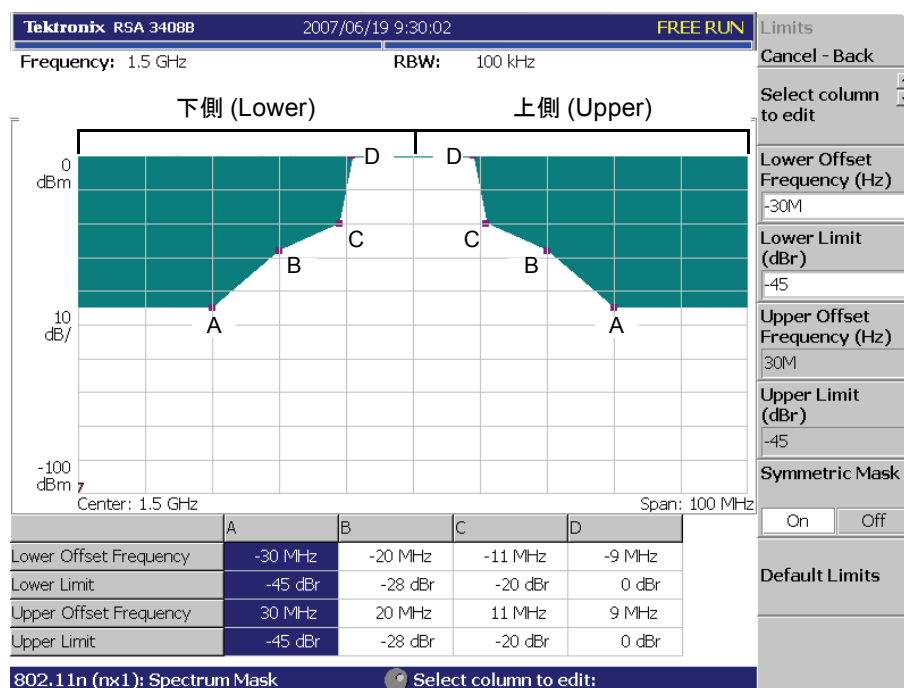 Tektronix RSA 3408B 2007/06/19 9:30:02 FREE RUN
Frequency: 1.5 GHz RBW: 100 kHz
下側 (Lower) 上側 (Upper)
0
dBm
D D
C C
B B
A A
10
dB/
-100
dBm
Center: 1.5 GHz Span: 100 MHz
A B C D
Lower Offset Frequency -30 MHz -20 MHz -11 MHz -9 MHz
Lower Limit -45 dBr -28 dBr -20 dBr 0 dBr
Upper Offset Frequency 30 MHz 20 MHz 11 MHz 9 MHz
Upper Limit -45 dBr -28 dBr -20 dBr 0 dBr
802.11n (nx1): Spectrum Mask Select column to edit:
Limits
Cancel - Back
Select column
to edit
Lower Offset
Frequency (Hz)
-30M
Lower Limit
(dBr)
-45
Upper Offset
Frequency (Hz)
30M
Upper Limit
(dBr)
-45
Symmetric Mask
On Off
Default Limits